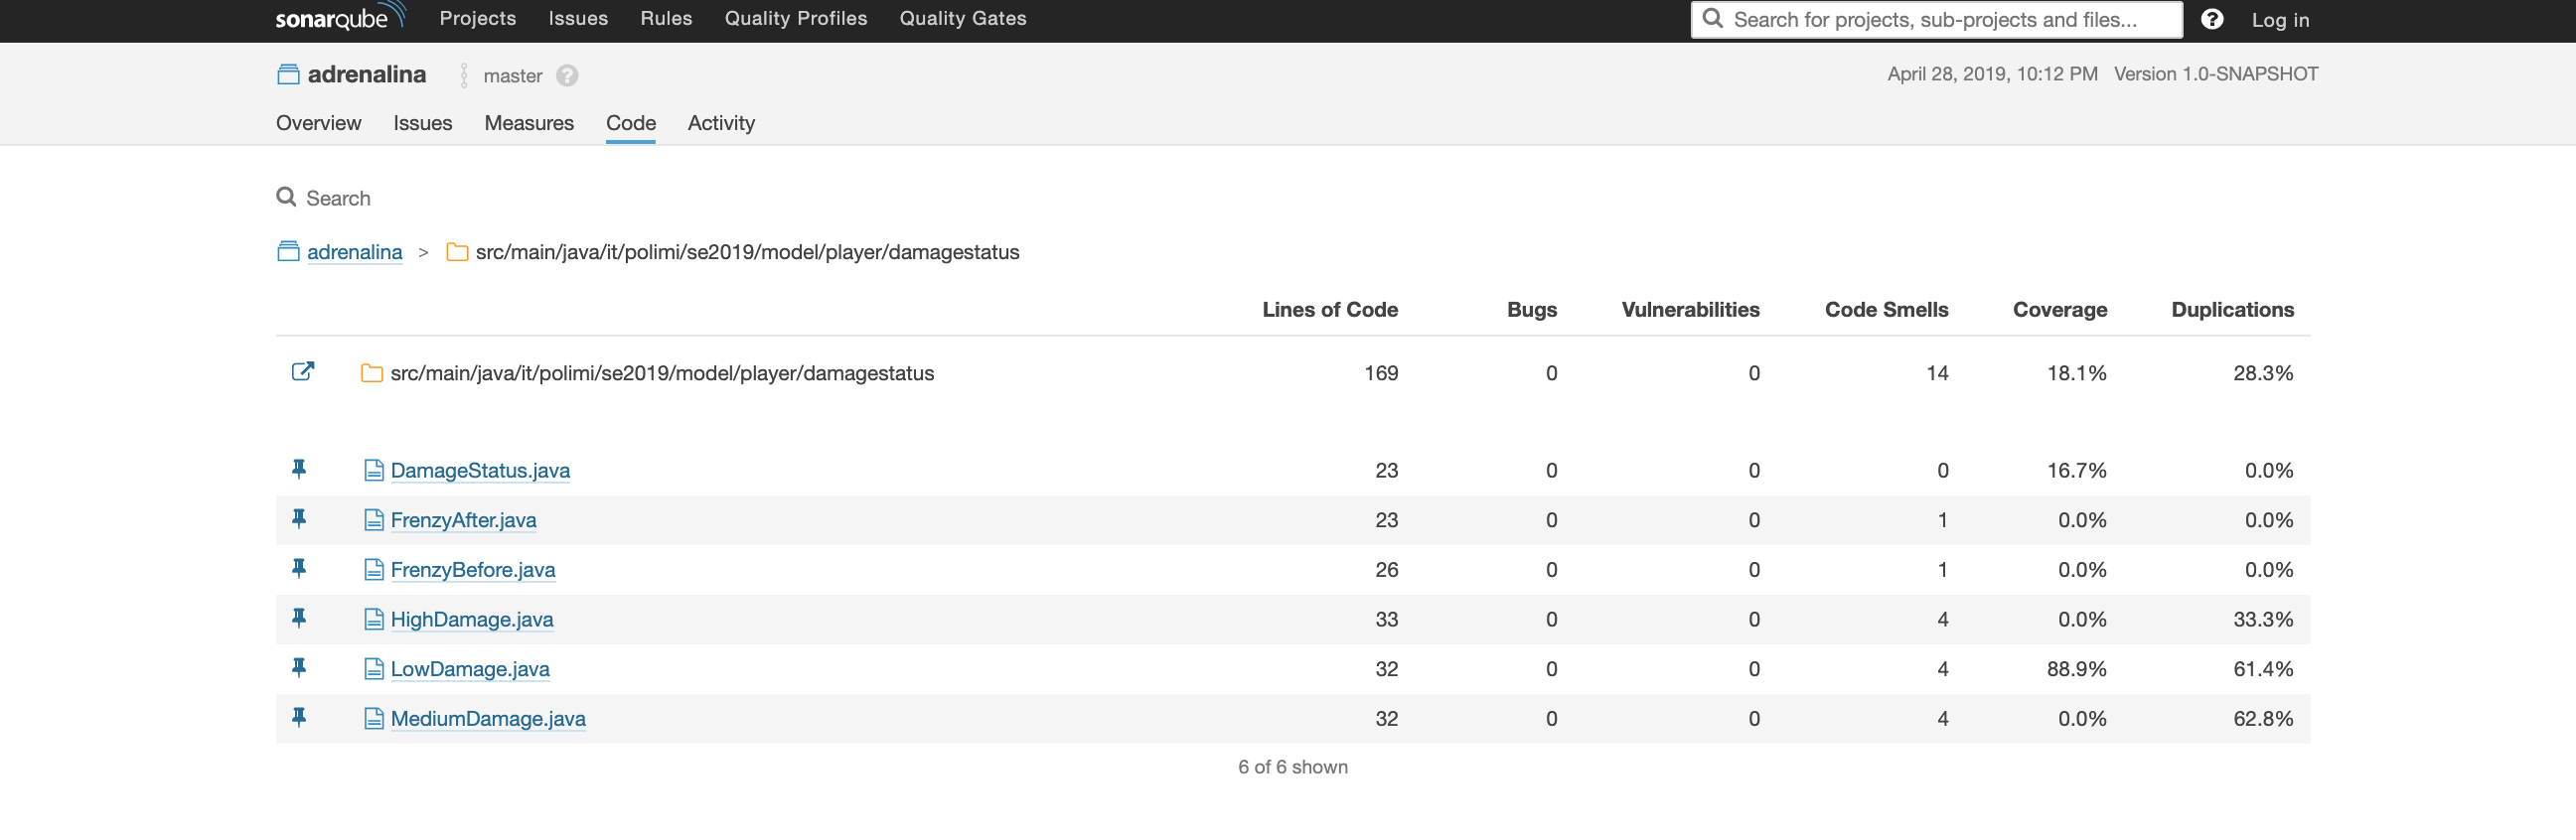 sonarqube Projects Issues Rules Quality Profiles Quality Gates Search for projects, sub-projects and files... ? Log in
adrenalina master ? April 28, 2019, 10:12 PM Version 1.0-SNAPSHOT
Overview Issues Measures Code Activity
Search
adrenalina > src/main/java/it/polimi/se2019/model/player/damagestatus
Lines of Code Bugs Vulnerabilities Code Smells Coverage Duplications
src/main/java/it/polimi/se2019/model/player/damagestatus 169 0 0 14 18.1% 28.3%
DamageStatus.java 23 0 0 0 16.7% 0.0%
FrenzyAfter.java 23 0 0 1 0.0% 0.0%
FrenzyBefore.java 26 0 0 1 0.0% 0.0%
HighDamage.java 33 0 0 4 0.0% 33.3%
LowDamage.java 32 0 0 4 88.9% 61.4%
MediumDamage.java 32 0 0 4 0.0% 62.8%
6 of 6 shown